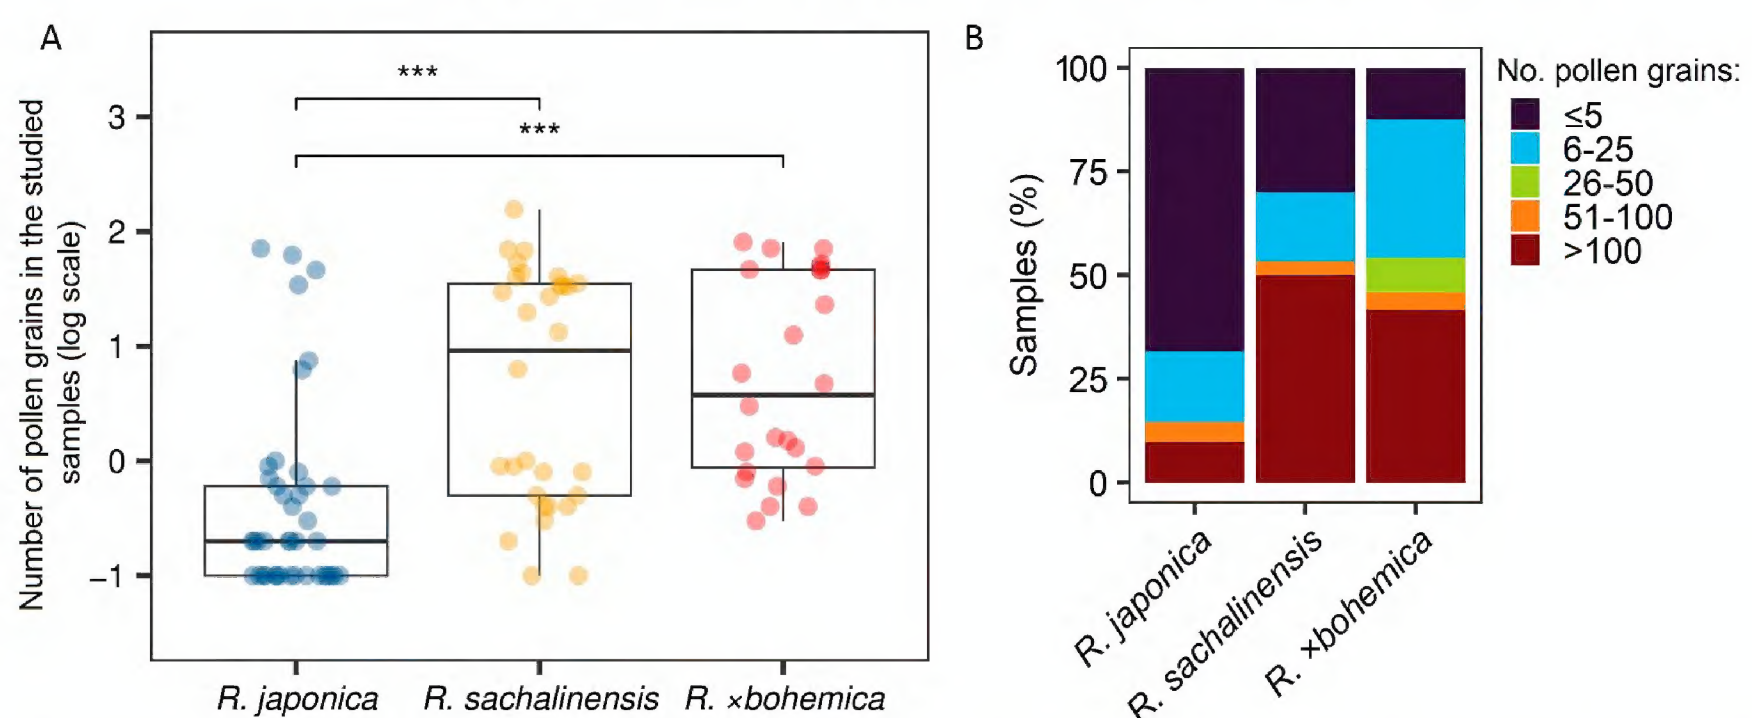 A
Number of pollen grains in the studied
samples (log scale)
3
2
1
0
−1
***
***
R. japonica
R. sachalinensis
R. ×bohemica
B
Samples (%)
100
75
50
25
0
R. japonica
R. sachalinensis
R. ×bohemica
No. pollen grains:
≤5
6-25
26-50
51-100
>100